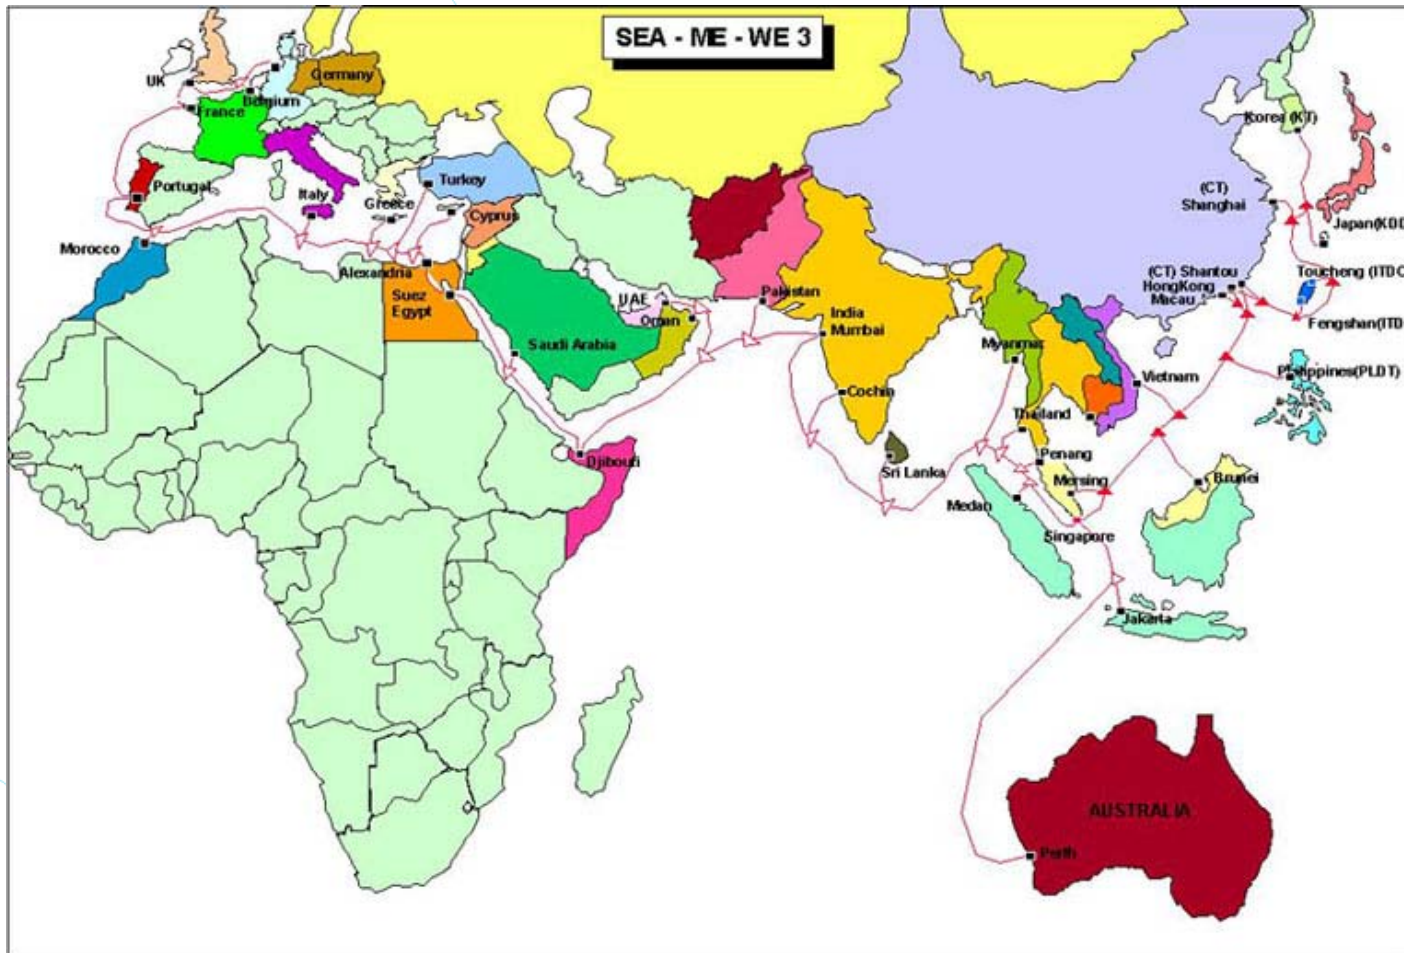 SEA - ME - WE 3
UK
Germany
Belgium
France
Portugal
Italy
Greece
Turkey
Cyprus
Morocco
Alexandria
Suez
Egypt
Saudi Arabia
UAE
Oman
Pakistan
India
Mumbai
Cochin
Sri Lanka
Djibouti
Myanmar
Thailand
Vietnam
Penang
Mersing
Medan
Singapore
Brunei
Jakarta
Korea (KT)
(CT)
Shanghai
Japan(KDD
(CT) Shantou
HongKong
Macau
Toucheng (ITDC
Fengshan(ITD
Philippines(PLDT)
AUSTRALIA
Perth